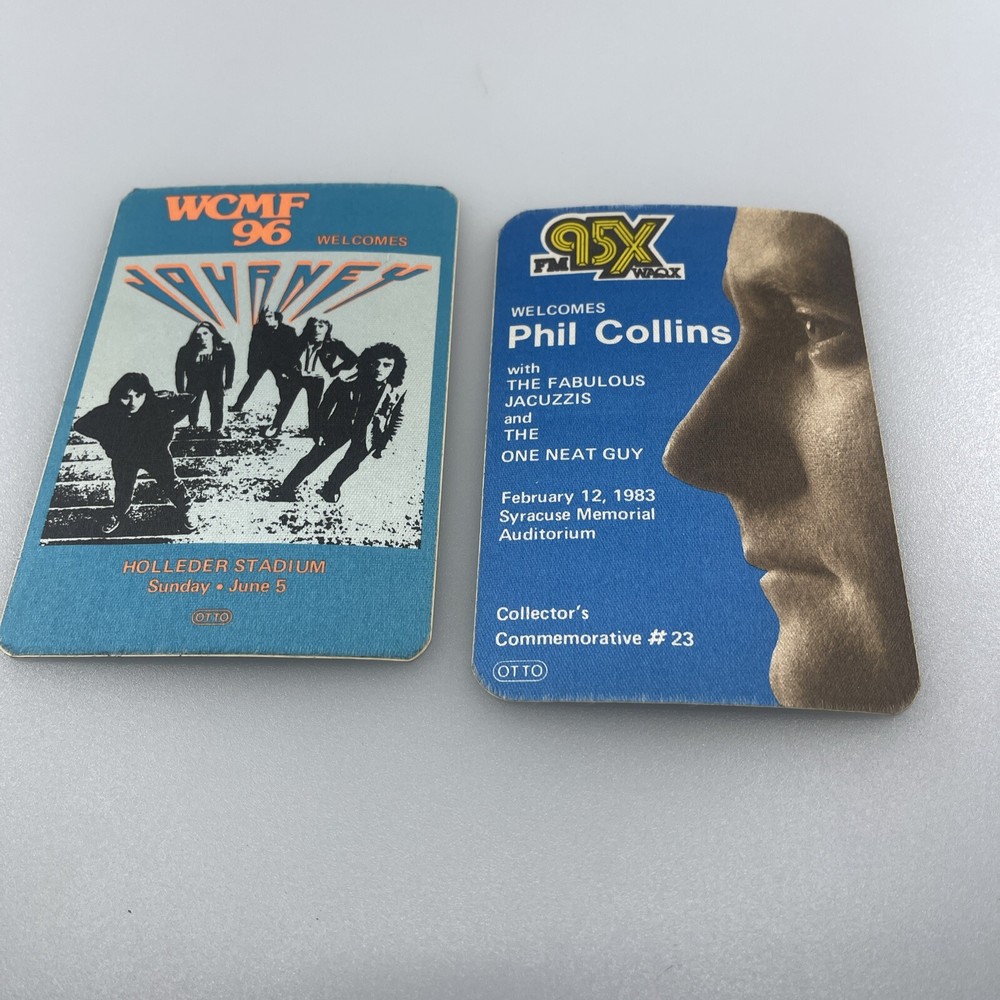 WCMF
96 WELCOMES
JOURNEY
HOLLEDER STADIUM
Sunday • June 5
OTTO
FM 95X
WAQX
WELCOMES
Phil Collins
with
THE FABULOUS
JACUZZIS
and
THE
ONE NEAT GUY
February 12, 1983
Syracuse Memorial
Auditorium
Collector's
Commemorative # 23
OTTO